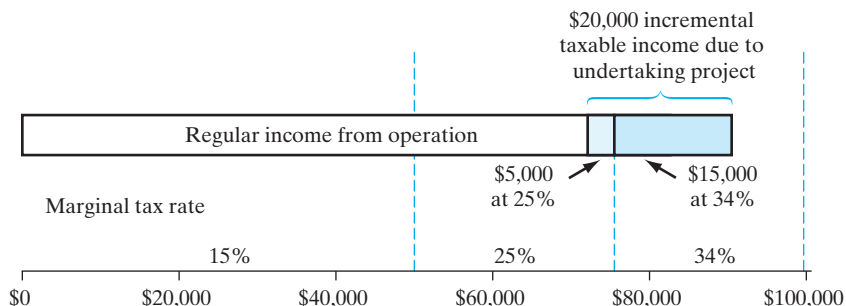 $20,000 incremental
taxable income due to
undertaking project
Regular income from operation
$5,000
at 25%
$15,000
at 34%
Marginal tax rate
15%
25%
34%
$0
$20,000
$40,000
$60,000
$80,000
$100,000